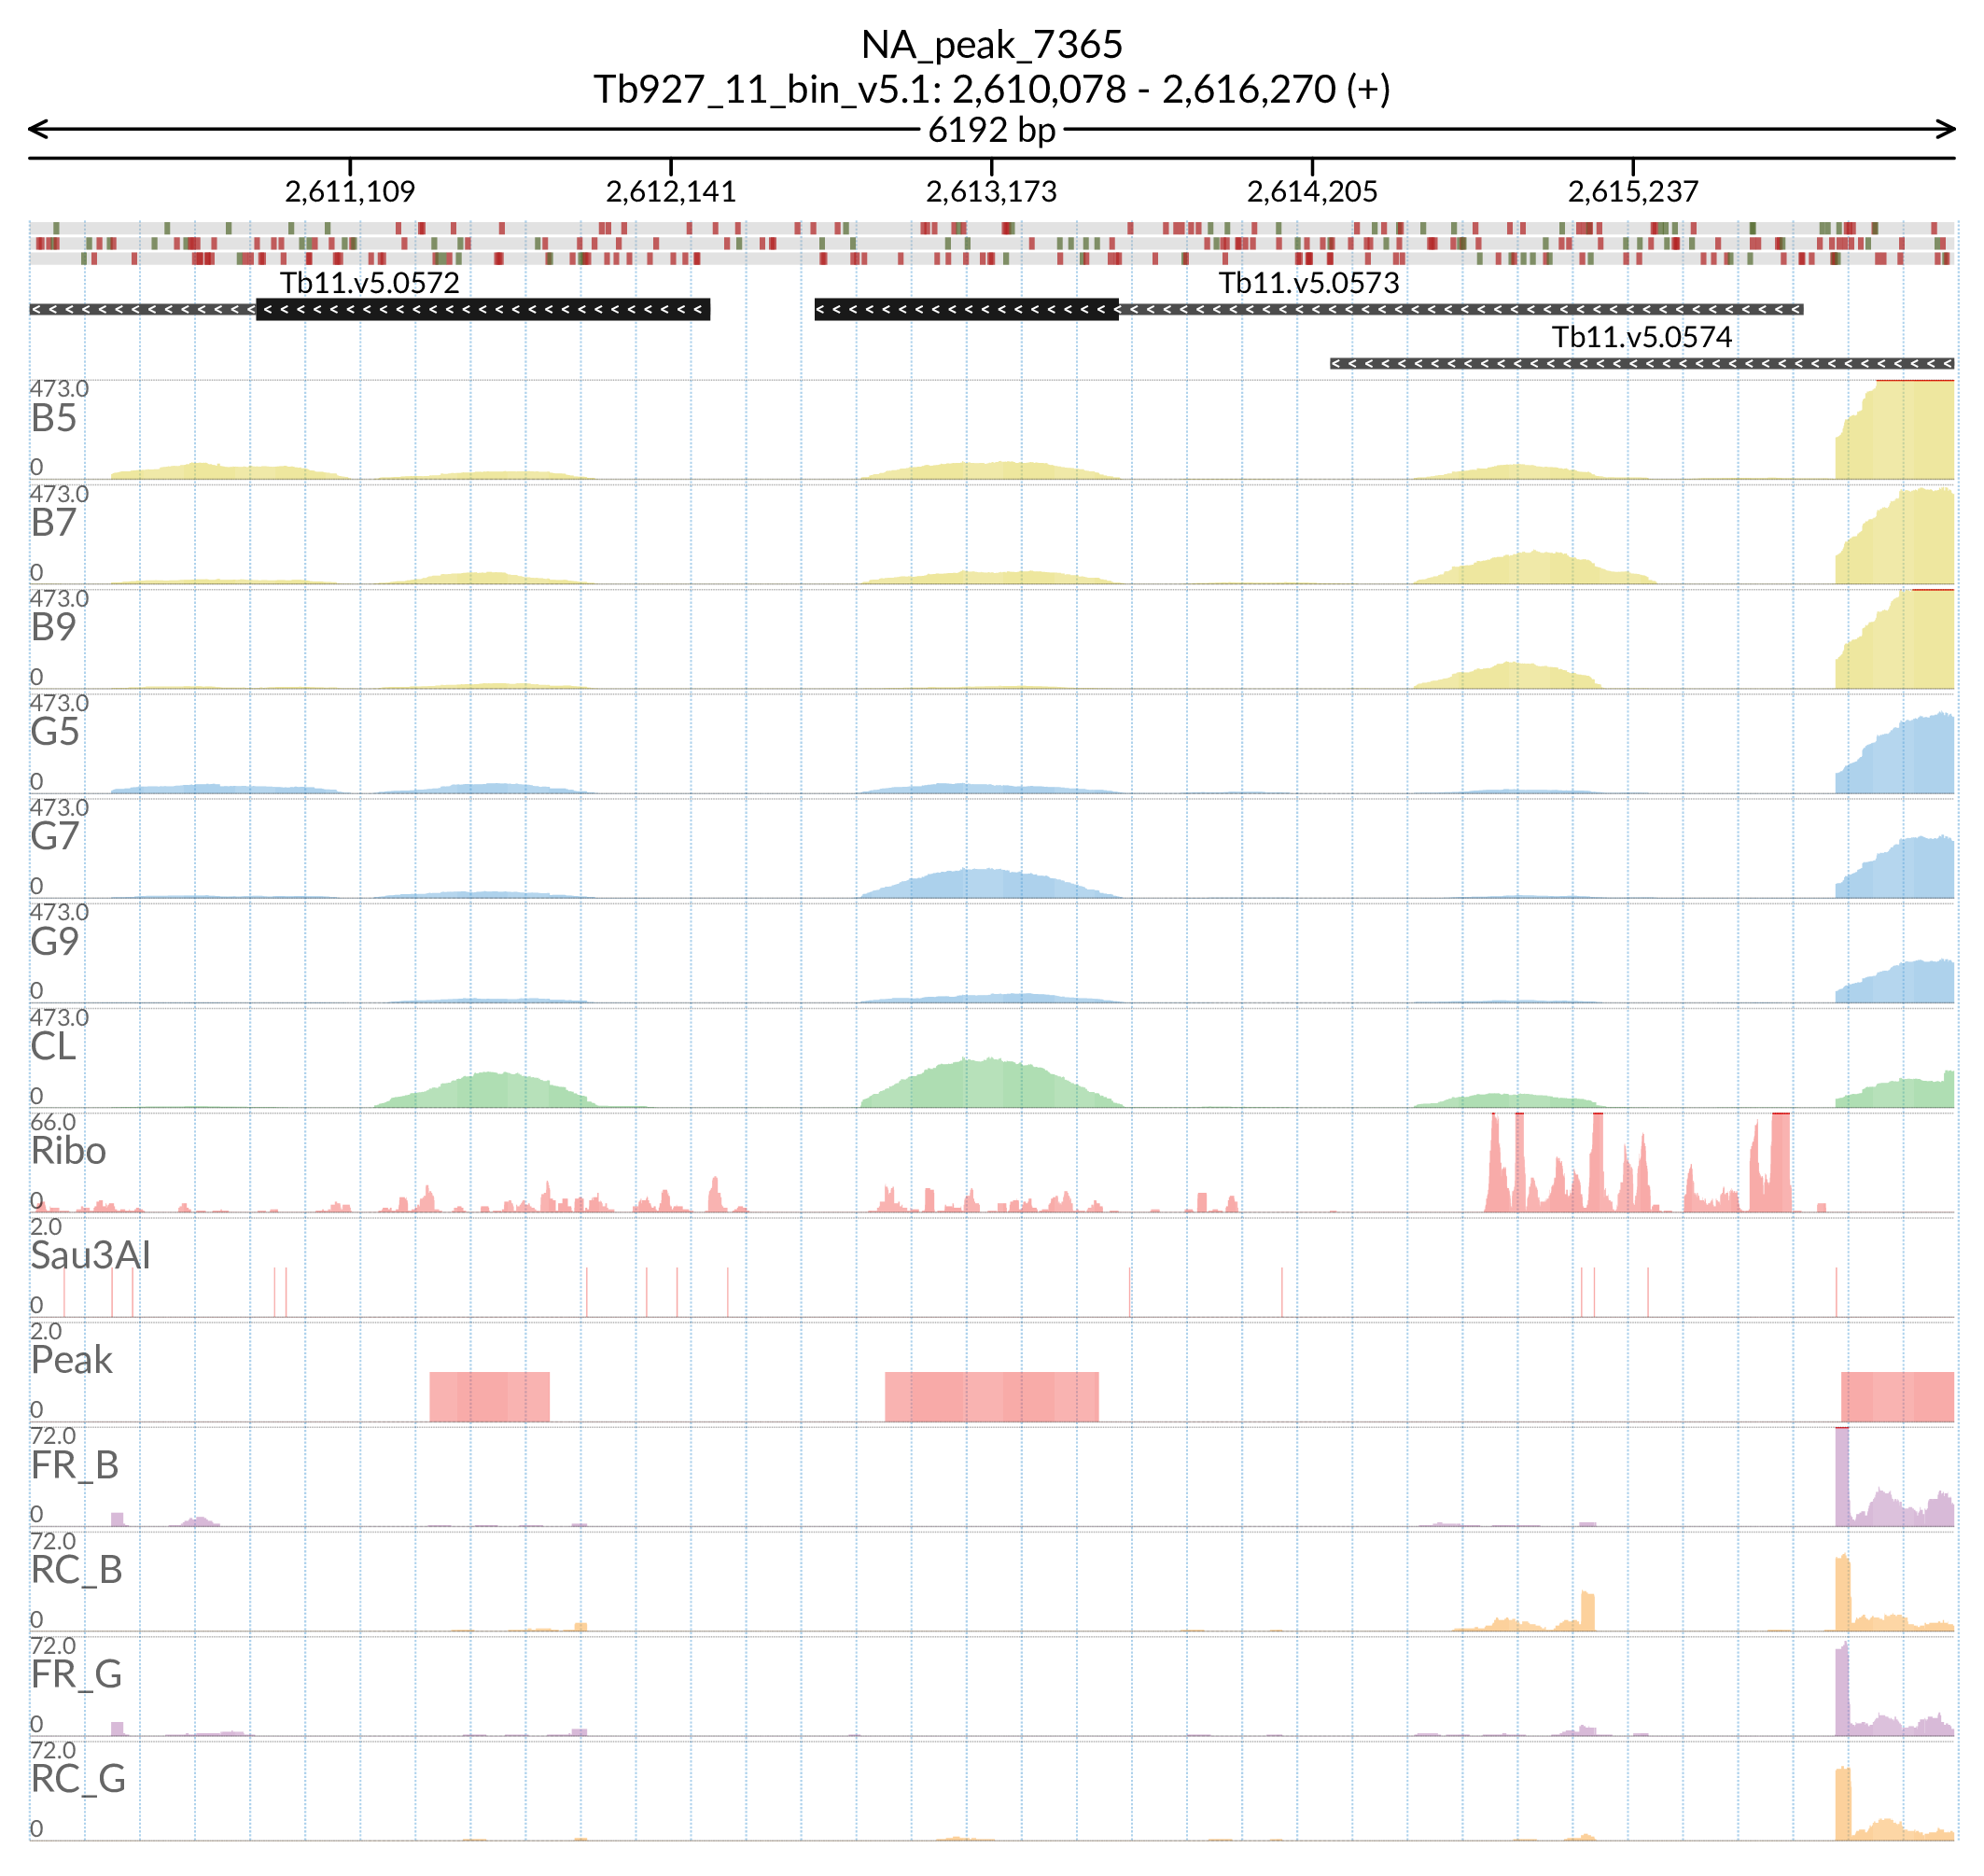 NA_peak_7365
Tb927_11_bin_v5.1: 2,610,078 - 2,616,270 (+)
6192 bp
2,611,109 2,612,141 2,613,173 2,614,205 2,615,237
Tb11.v5.0572 Tb11.v5.0573
Tb11.v5.0574
473.0
B5
0
473.0
B7
0
473.0
B9
0
473.0
G5
0
473.0
G7
0
473.0
G9
0
473.0
CL
0
66.0
Ribo
0
2.0
Sau3AI
0
2.0
Peak
0
72.0
FR_B
0
72.0
RC_B
0
72.0
FR_G
0
72.0
RC_G
0